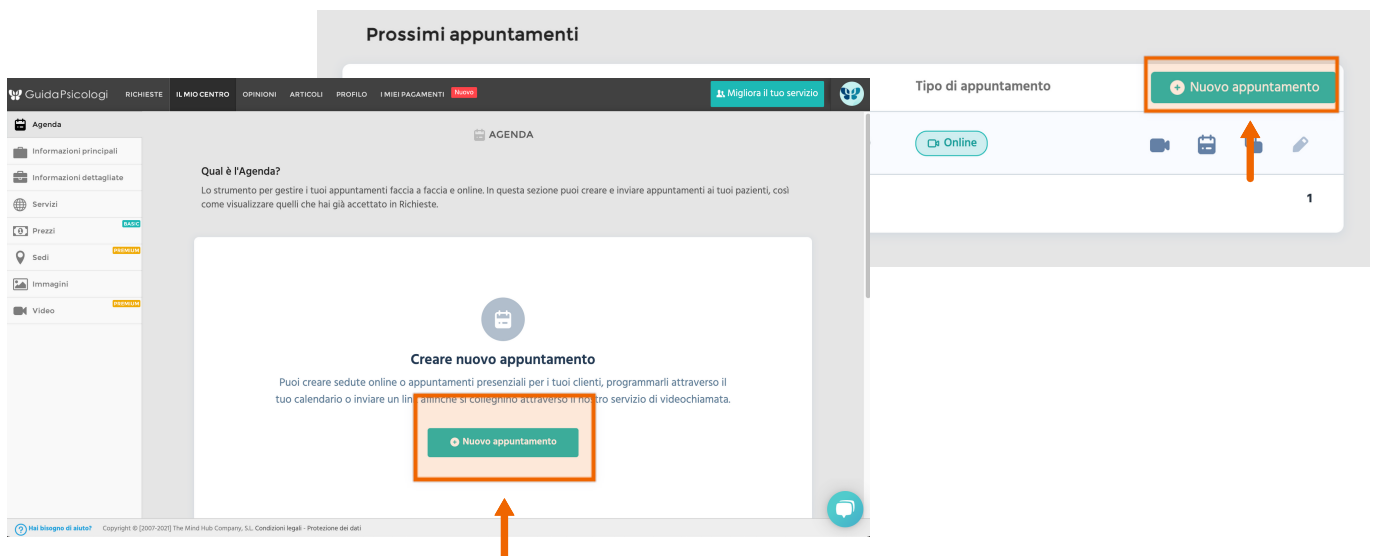 Prossimi appuntamenti
Tipo di appuntamento
Nuovo appuntamento
Online
1
GuidaPsicologi
RICHIESTE
IL MIO CENTRO
OPINIONI
ARTICOLI
PROFILO
I MIEI PAGAMENTI
Nuovo
Migliora il tuo servizio
Agenda
Informazioni principali
Informazioni dettagliate
Servizi
Prezzi
BASIC
Sedi
PREMIUM
Immagini
Video
PREMIUM
AGENDA
Qual è l'Agenda?
Lo strumento per gestire i tuoi appuntamenti faccia a faccia e online. In questa sezione puoi creare e inviare appuntamenti ai tuoi pazienti, così
come visualizzare quelli che hai già accettato in Richieste.
Creare nuovo appuntamento
Puoi creare sedute online o appuntamenti presenziali per i tuoi clienti, programmarli attraverso il
tuo calendario o inviare un link affinché si colleghino attraverso il nostro servizio di videochiamata.
Nuovo appuntamento
Hai bisogno di aiuto?
Copyright © [2007-2021] The Mind Hub Company, S.L. Condizioni legali - Protezione dei dati